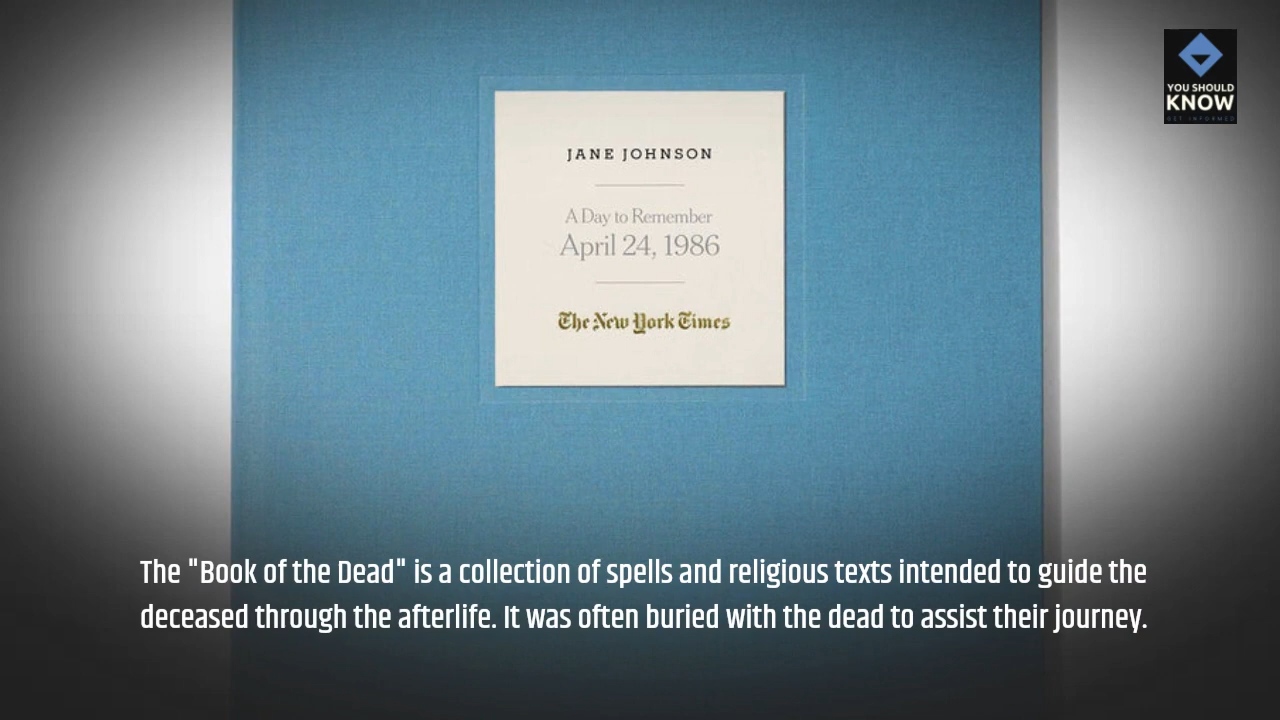 JANE JOHNSON
A Day to Remember
April 24, 1986
The New York Times
YOU SHOULD
KNOW
GET INFORMED
The "Book of the Dead" is a collection of spells and religious texts intended to guide the
deceased through the afterlife. It was often buried with the dead to assist their journey.